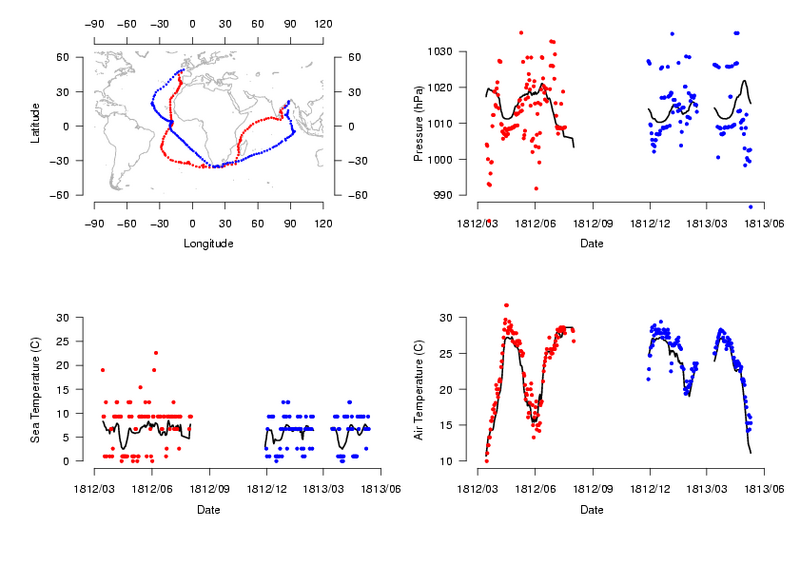 −90 −60 −30 0 30 60 90 120
60 60
30 30
0 0
−30 −30
−60 −60
−90 −60 −30 0 30 60 90 120
Latitude
Longitude
1030
1020
1010
1000
990
Pressure (hPa)
1812/03 1812/06 1812/09 1812/12 1813/03 1813/06
Date
30
25
20
15
10
5
0
Sea Temperature (C)
1812/03 1812/06 1812/09 1812/12 1813/03 1813/06
Date
30
26
22
18
14
10
Air Temperature (C)
1812/03 1812/06 1812/09 1812/12 1813/03 1813/06
Date